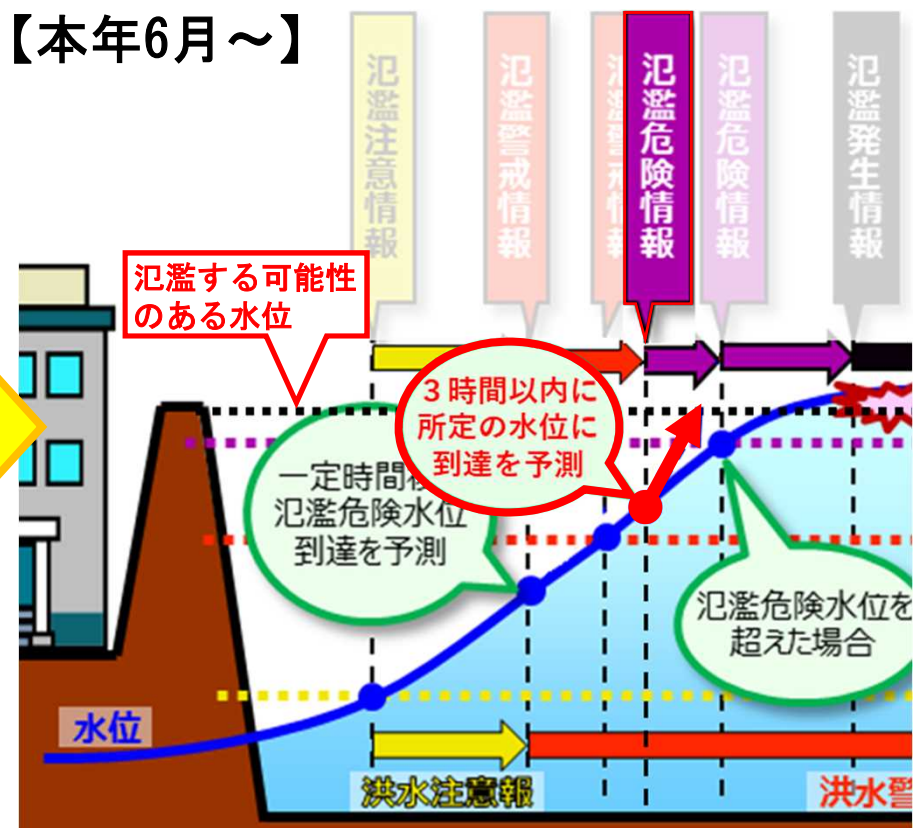 【本年6月～】
氾濫注意情報
氾濫警戒情報
氾濫危険情報
氾濫危険情報
氾濫発生情報
氾濫する可能性
のある水位
３時間以内に
所定の水位に
到達を予測
一定時間
氾濫危険水位
到達を予測
氾濫危険水位を
超えた場合
水位
洪水注意報
洪水警